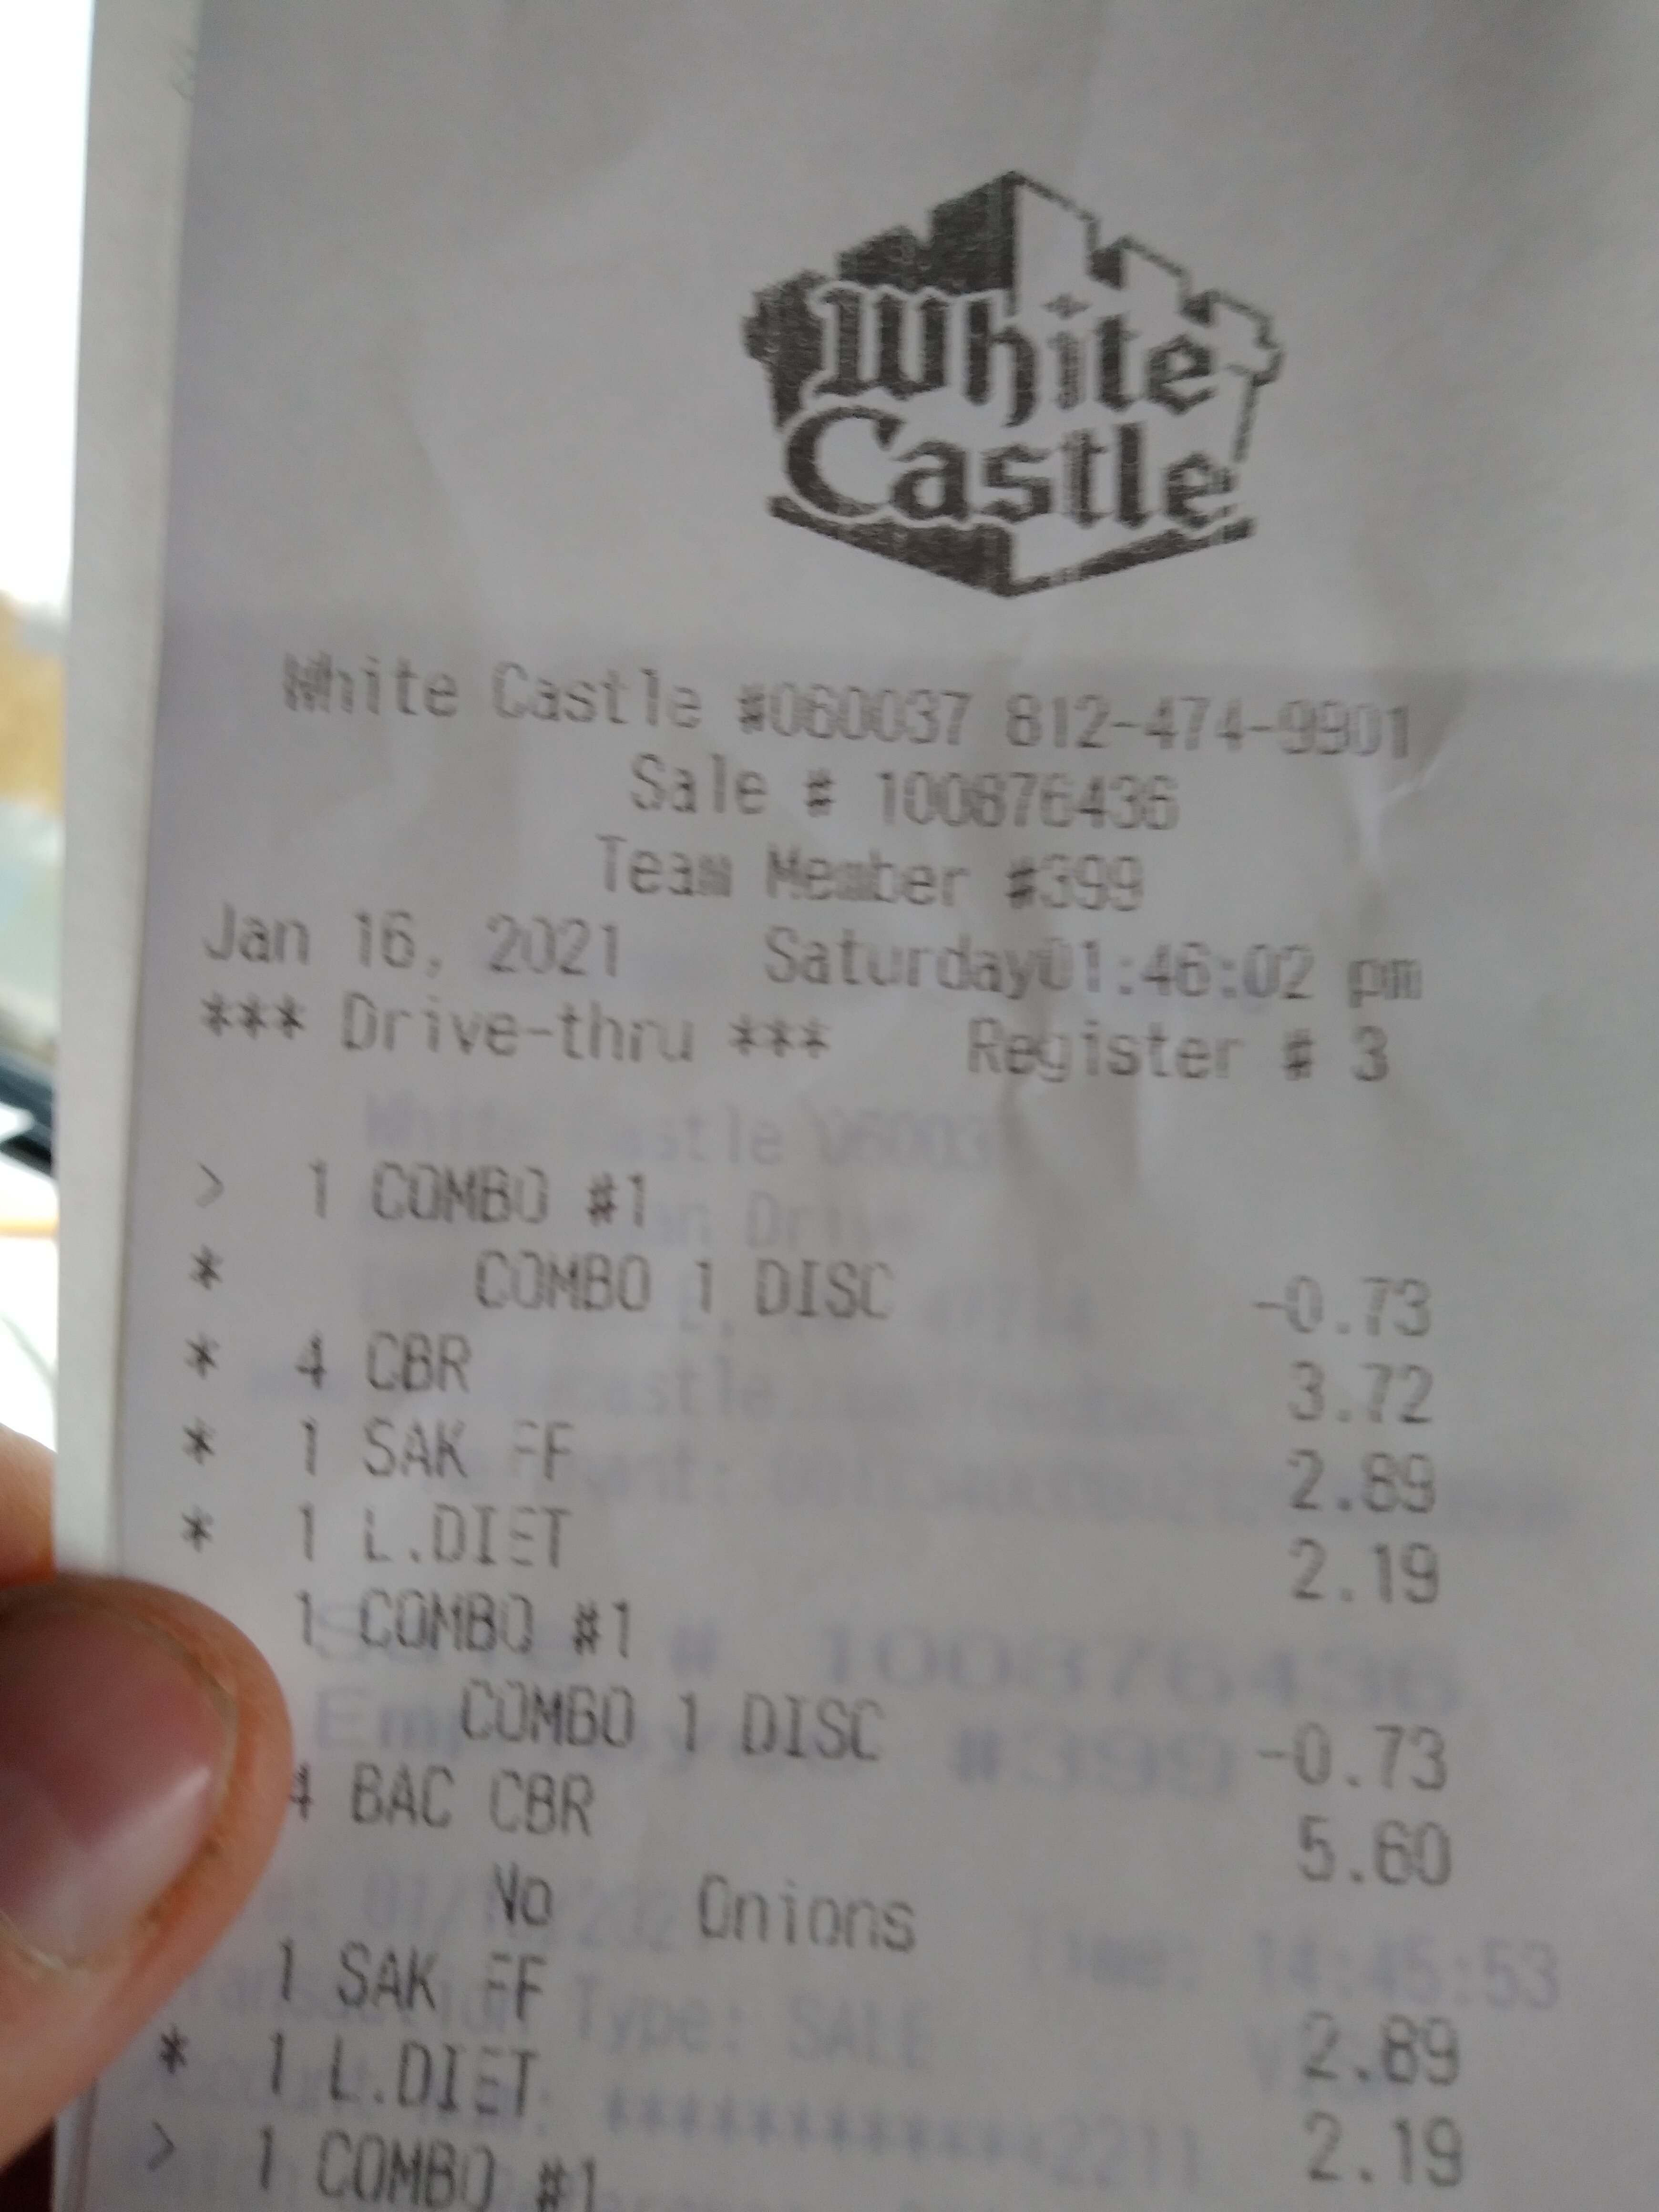 White
Castle
White Castle #060037 812-474-9901
Sale # 100876436
Team Member #399
Jan 16, 2021 Saturday01:46:02 pm
*** Drive-thru *** Register # 3
> 1 COMBO #1
* COMBO 1 DISC -0.73
* 4 CBR 3.72
* 1 SAK FF 2.89
* 1 L.DIET 2.19
1 COMBO #1
COMBO 1 DISC -0.73
4 BAC CBR 5.60
No Onions
1 SAK FF 2.89
* 1 L.DIET 2.19
> 1 COMBO #1